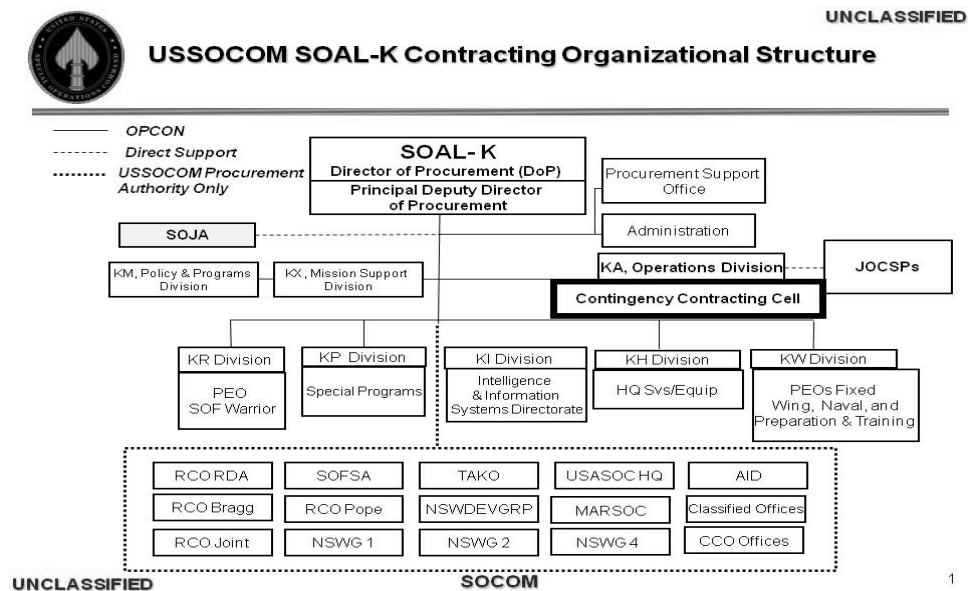 UNCLASSIFIED
UNITED STATES
SPECIAL OPERATIONS COMMAND
USSOCOM SOAL-K Contracting Organizational Structure
OPCON
Direct Support
USSOCOM Procurement
Authority Only
SOAL- K
Director of Procurement (DoP)
Principal Deputy Director
of Procurement
Procurement Support
Office
Administration
SOJA
KM, Policy & Programs
Division
KX, Mission Support
Division
KA, Operations Division
JOCSPs
Contingency Contracting Cell
KR Division
PEO
SOF Warrior
KP Division
Special Programs
KI Division
Intelligence
& Information
Systems Directorate
KH Division
HQ Svs/Equip
KW Division
PEOs Fixed
Wing, Naval, and
Preparation & Training
RCO RDA
SOFSA
TAKO
USASOC HQ
AID
RCO Bragg
RCO Pope
NSWDEVGRP
MARSOC
Classified Offices
RCO Joint
NSWG 1
NSWG 2
NSWG 4
CCO Offices
UNCLASSIFIED
SOCOM
1